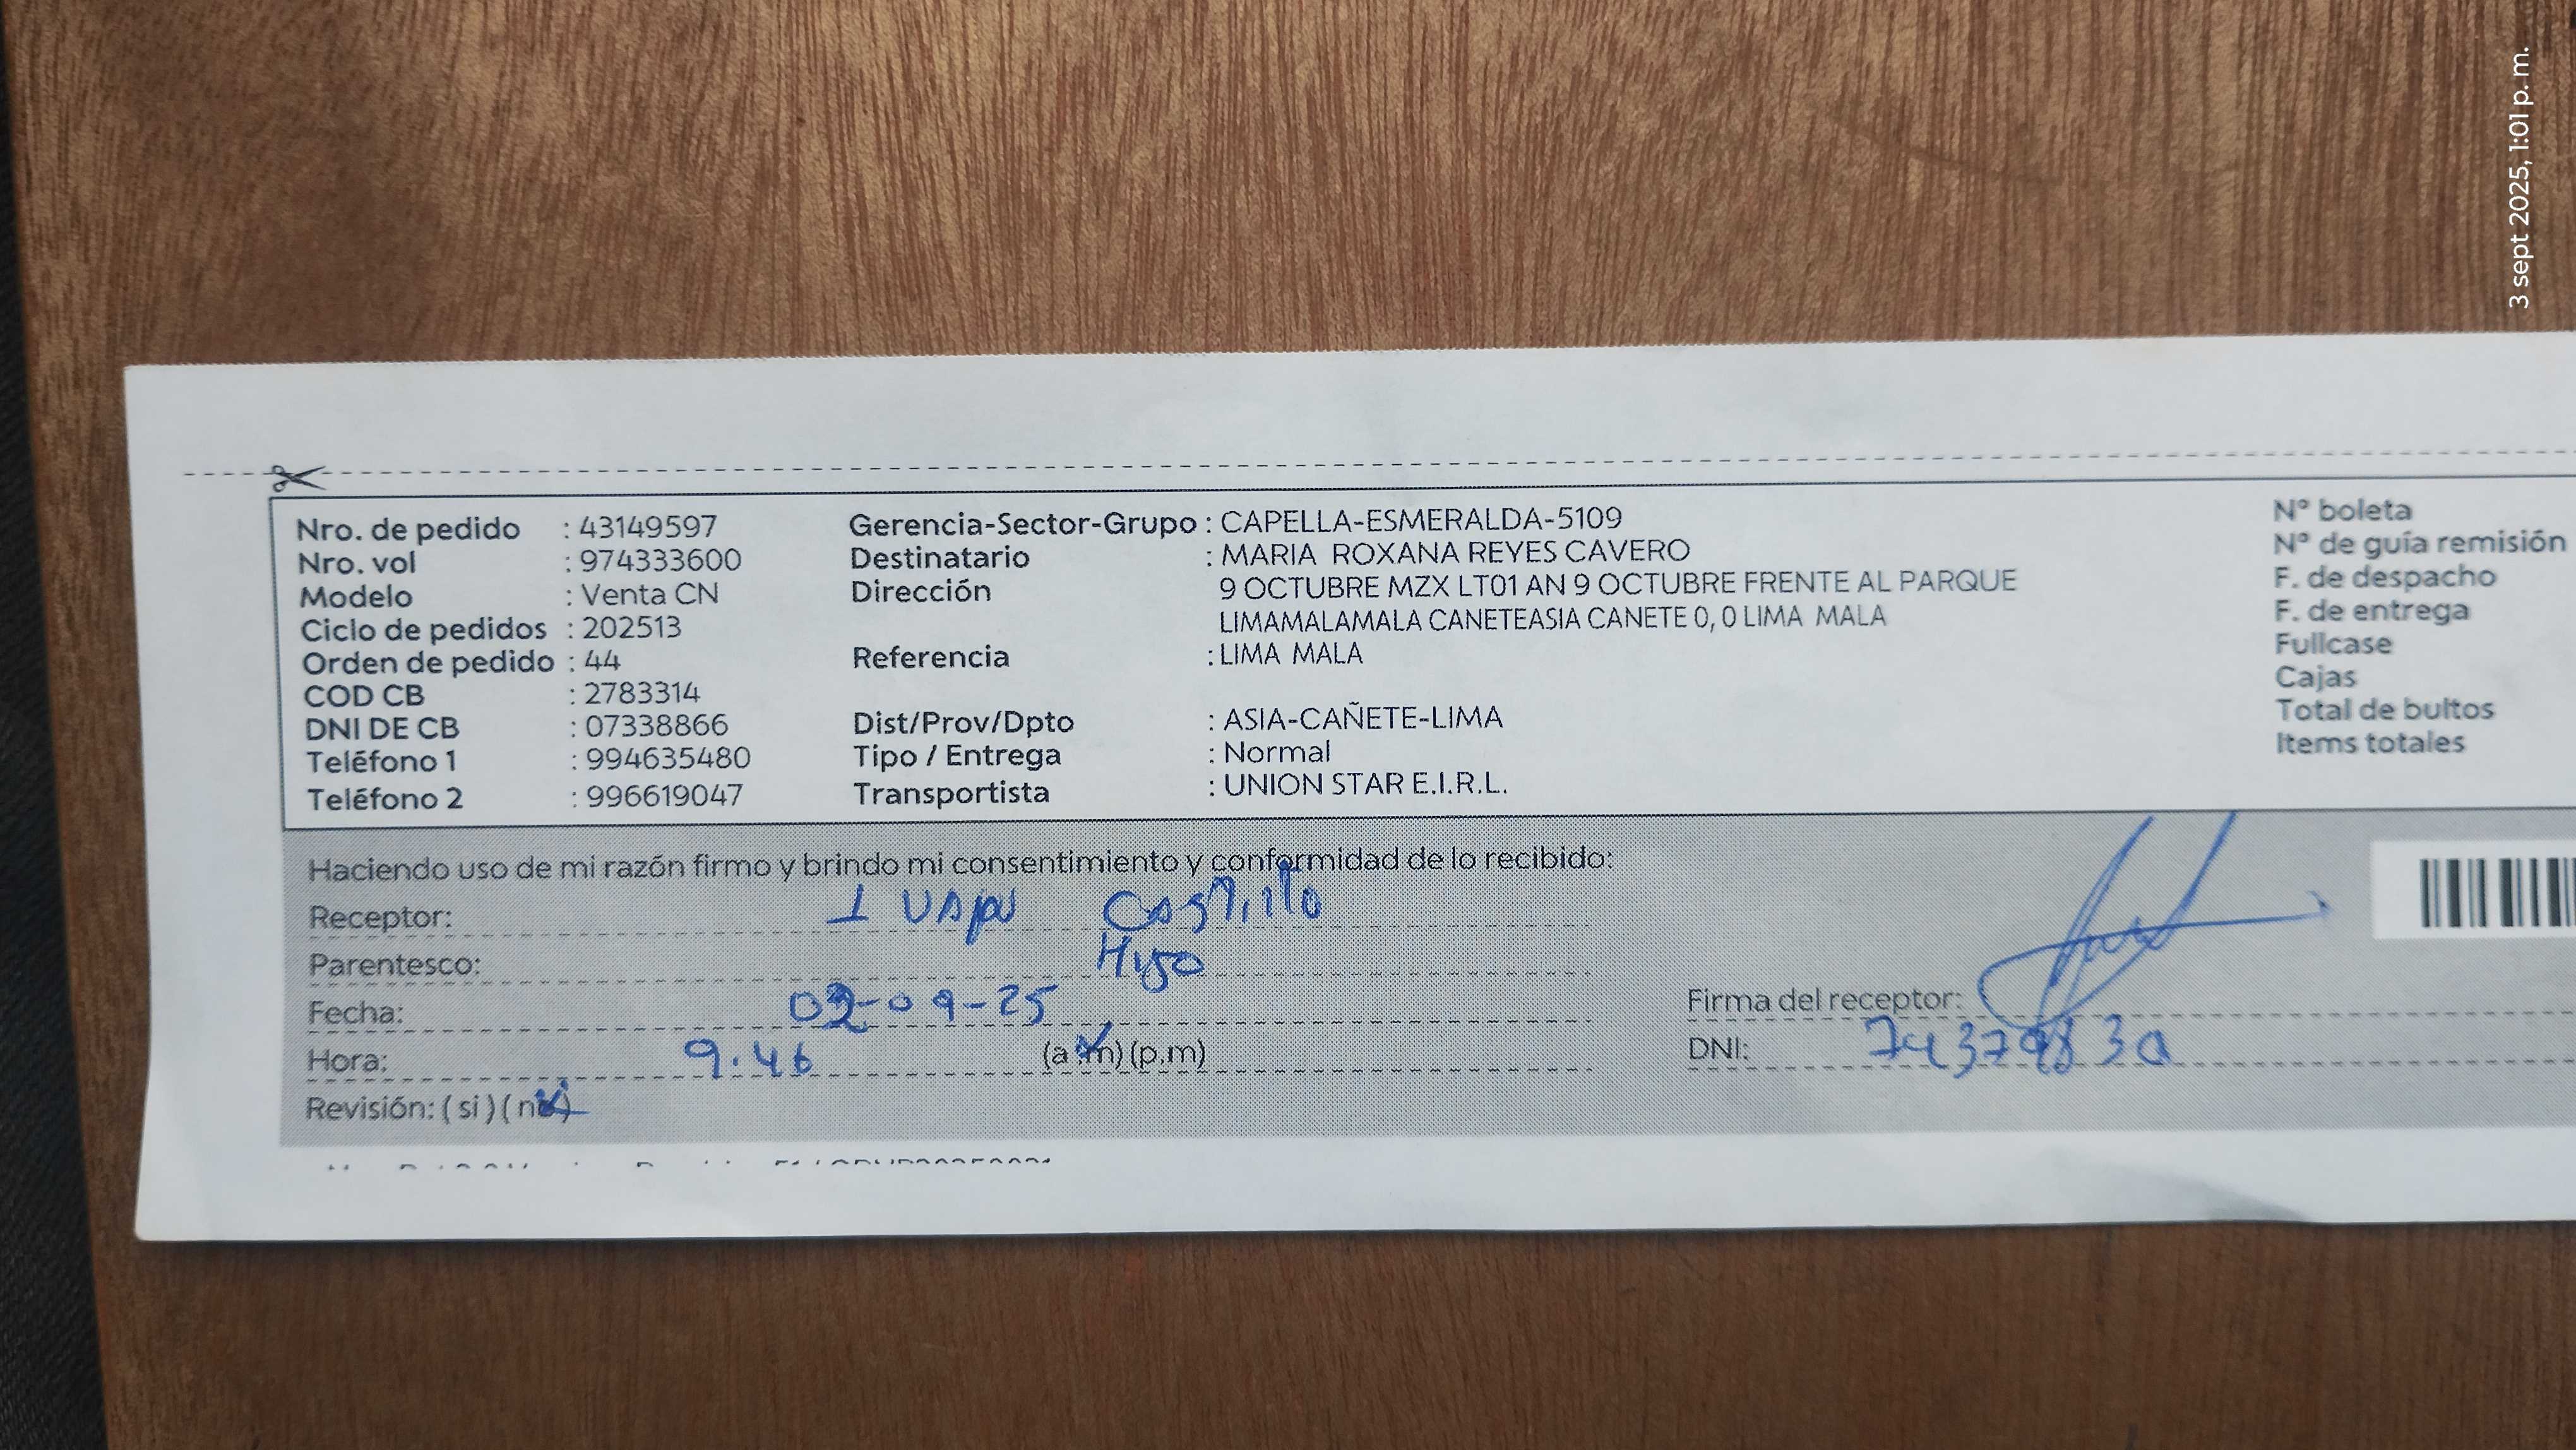 3 sept 2025, 1:01 p. m.
Nro. de pedido : 43149597
Nro. vol : 974333600
Modelo : Venta CN
Ciclo de pedidos : 202513
Orden de pedido : 44
COD CB : 2783314
DNI DE CB : 07338866
Teléfono 1 : 994635480
Teléfono 2 : 996619047
Gerencia-Sector-Grupo : CAPELLA-ESMERALDA-5109
Destinatario : MARIA ROXANA REYES CAVERO
Dirección 9 OCTUBRE MZX LT01 AN 9 OCTUBRE FRENTE AL PARQUE
LIMAMALAMALA CANETEASIA CANETE 0, 0 LIMA MALA
Referencia : LIMA MALA
Dist/Prov/Dpto : ASIA-CAÑETE-LIMA
Tipo / Entrega : Normal
Transportista : UNION STAR E.I.R.L.
N° boleta
N° de guía remisión
F. de despacho
F. de entrega
Fullcase
Cajas
Total de bultos
Items totales
Haciendo uso de mi razón firmo y brindo mi consentimiento y conformidad de lo recibido:
Receptor: Castillo
Parentesco: Hijo
Fecha: -09-25
Hora: 9.46 (a.m) (p.m)
Revisión: ( si ) ( no )
Firma del receptor:
DNI: